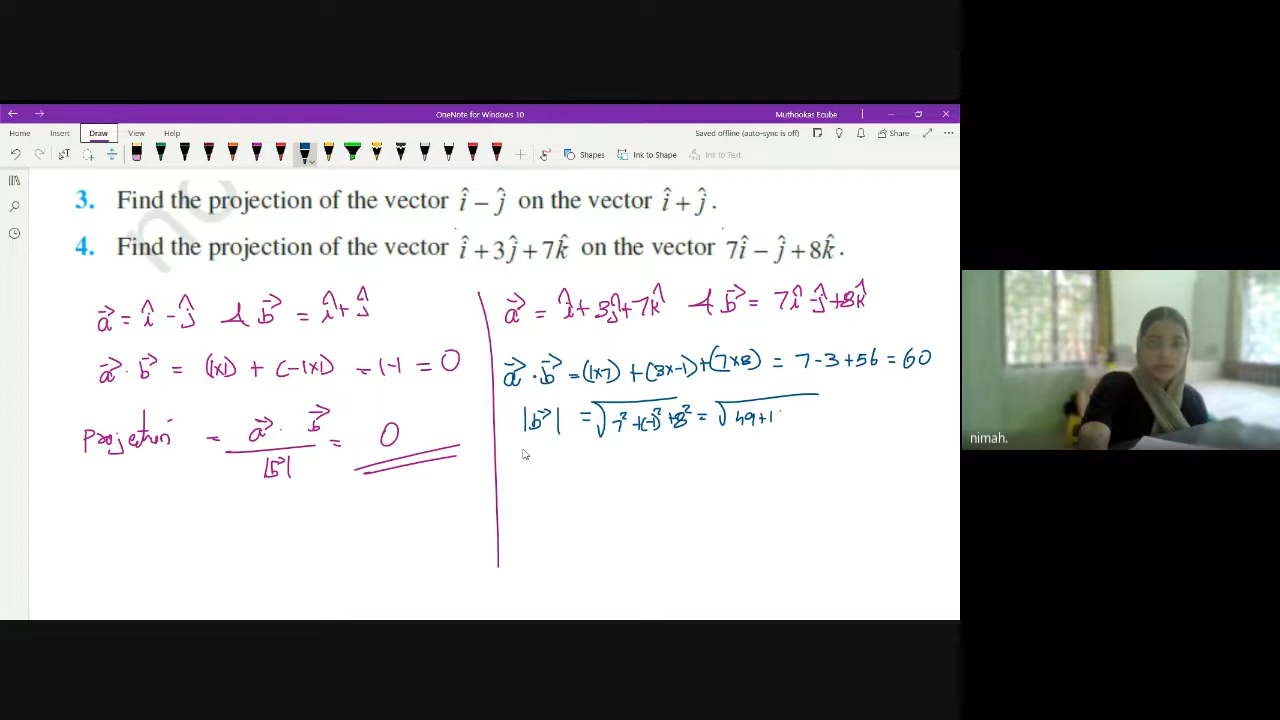 OneNote for Windows 10
Muthookas Ecube
Home Insert Draw View Help
Saved offline (auto-sync is off)
Share
Shapes
Ink to Shape
Ink to Text
3. Find the projection of the vector î − ĵ on the vector î + ĵ.
4. Find the projection of the vector î + 3ĵ + 7k̂ on the vector 7î − ĵ + 8k̂.
a⃗ = î − ĵ & b⃗ = î + ĵ
a⃗ · b⃗ = (1×1) + (−1×1) = 1−1 = 0
Projection = a⃗ · b⃗ / |b⃗| = 0
a⃗ = î + 3ĵ + 7k̂ & b⃗ = 7î − ĵ + 8k̂
a⃗ · b⃗ = (1×7) + (3×−1) + (7×8) = 7 − 3 + 56 = 60
|b⃗| = √7² + (−1)² + 8² = √49+1
nimah.